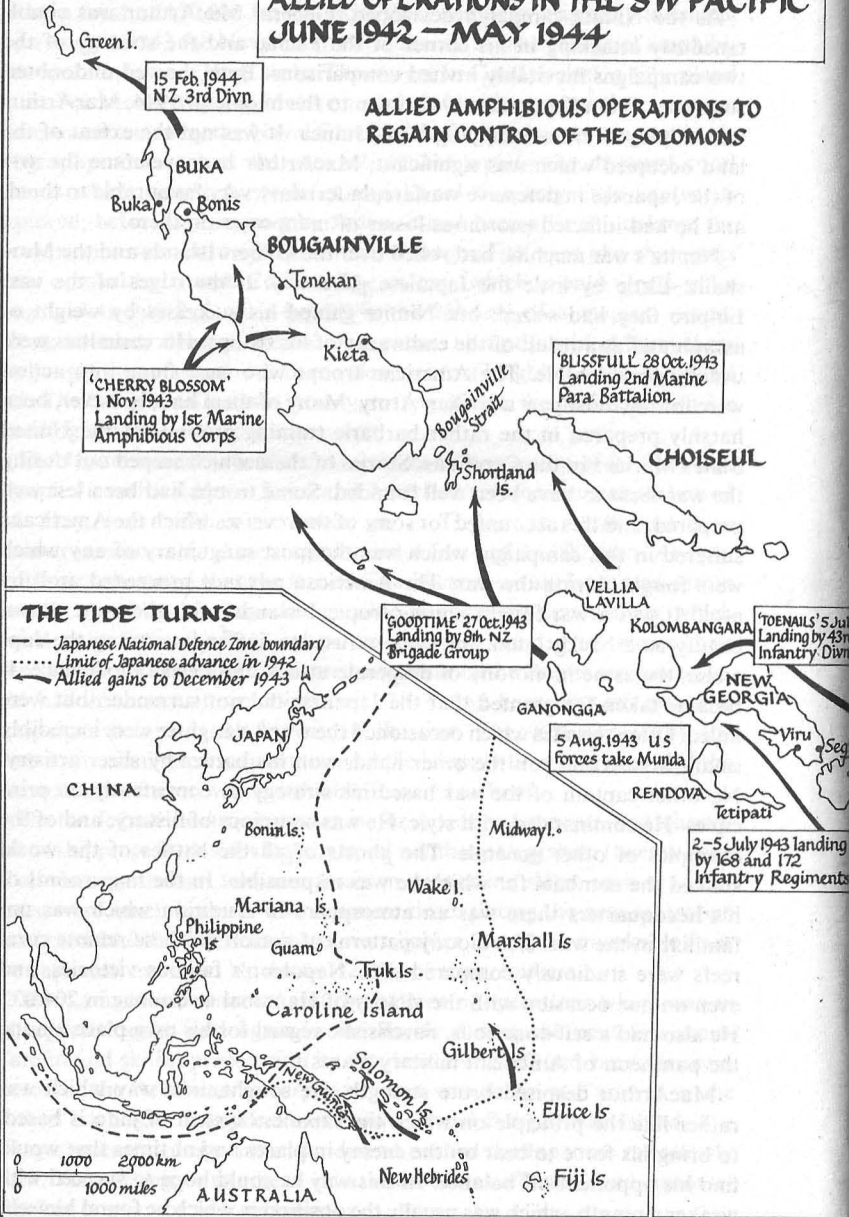 ALLIED OPERATIONS IN THE S W PACIFIC
JUNE 1942 – MAY, 1944
ALLIED AMPHIBIOUS OPERATIONS TO
REGAIN CONTROL OF THE SOLOMONS
Green I.
15 Feb, 1944
NZ 3rd Divn
BUKA
Buka
Bonis
BOUGAINVILLE
Tenekan
Kieta
'CHERRY BLOSSOM'
1 Nov. 1943
Landing by 1st Marine
Amphibious Corps
Bougainville
Strait
'BLISSFULL' 28 Oct. 1943
Landing 2nd Marine
Para Battalion
CHOISEUL
Shortland
Is.
'GOODTIME' 27 Oct. 1943
Landing by 8th NZ
Brigade Group
VELLIA
LAVELLA
KOLOMBANGARA
'TOENAILS' 5 Jul
Landing by 43r
Infantry Divn
GANONGGA
NEW
GEORGIA
Viru
Seg
5 Aug. 1943 US
Forces take Munda
RENDOVA
Tetipati
2–5 July 1943 landing
by 168 and 172
Infantry Regiments
THE TIDE TURNS
Japanese National Defence Zone boundary
Limit of Japanese advance in 1942
Allied gains to December 1943
JAPAN
CHINA
Bonin Is.
Midway I.
Wake I.
Mariana Is
Philippine
Is
Guam
Marshall Is
Truk Is
Caroline Island
Gilbert Is
NEW GUINEA
Solomon Is.
Ellice Is
New Hebrides
Fiji Is
AUSTRALIA
0 1000 2000 km
0 1000 miles